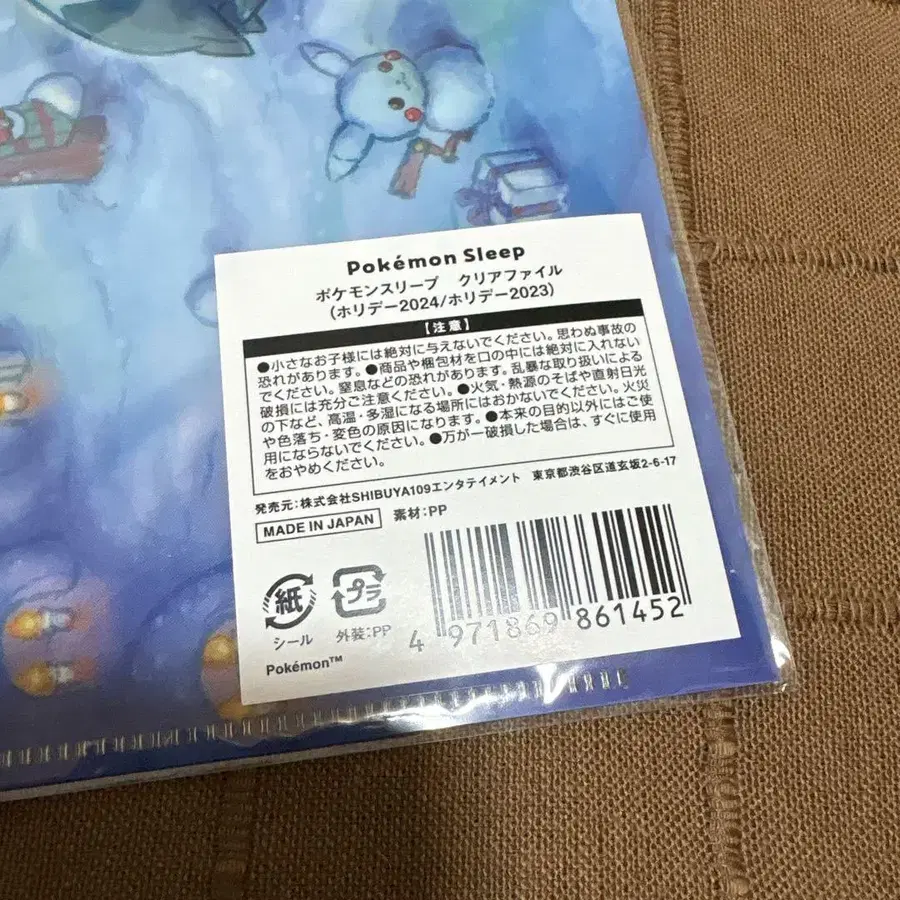 Pokémon Sleep
ポケモンスリープ クリアファイル
(ホリデー2024/ホリデー2023)
【注意】
●小さなお子様には絶対に与えないでください。思わぬ事故の
恐れがあります。●商品や梱包材を口の中には絶対に入れない
でください。窒息などの恐れがあります。乱暴な取り扱いによる
破損には充分ご注意ください。●火気・熱源のそばや直射日光
の下など、高温・多湿になる場所にはおかないでください。火災
や色落ち・変色の原因になります。●本来の目的以外にはご使
用にならないでください。●万が一破損した場合は、すぐに使用
をおやめください。
発売元:株式会社SHIBUYA109エンタテイメント 東京都渋谷区道玄坂2-6-17
MADE IN JAPAN 素材:PP
紙 プラ
シール 外装:PP
4 971869 861452
Pokémon™